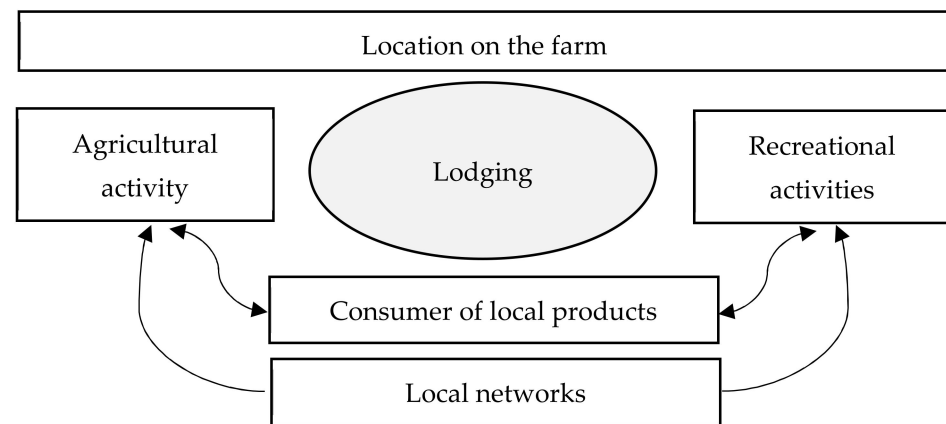 Location on the farm
Agricultural
activity
Lodging
Recreational
activities
Consumer of local products
Local networks